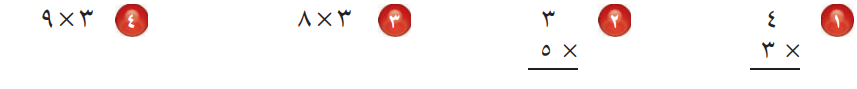 ١ ٤
× ٣
٢ ٣
× ٥
٣ ٣ × ٨
٤ ٣ × ٩